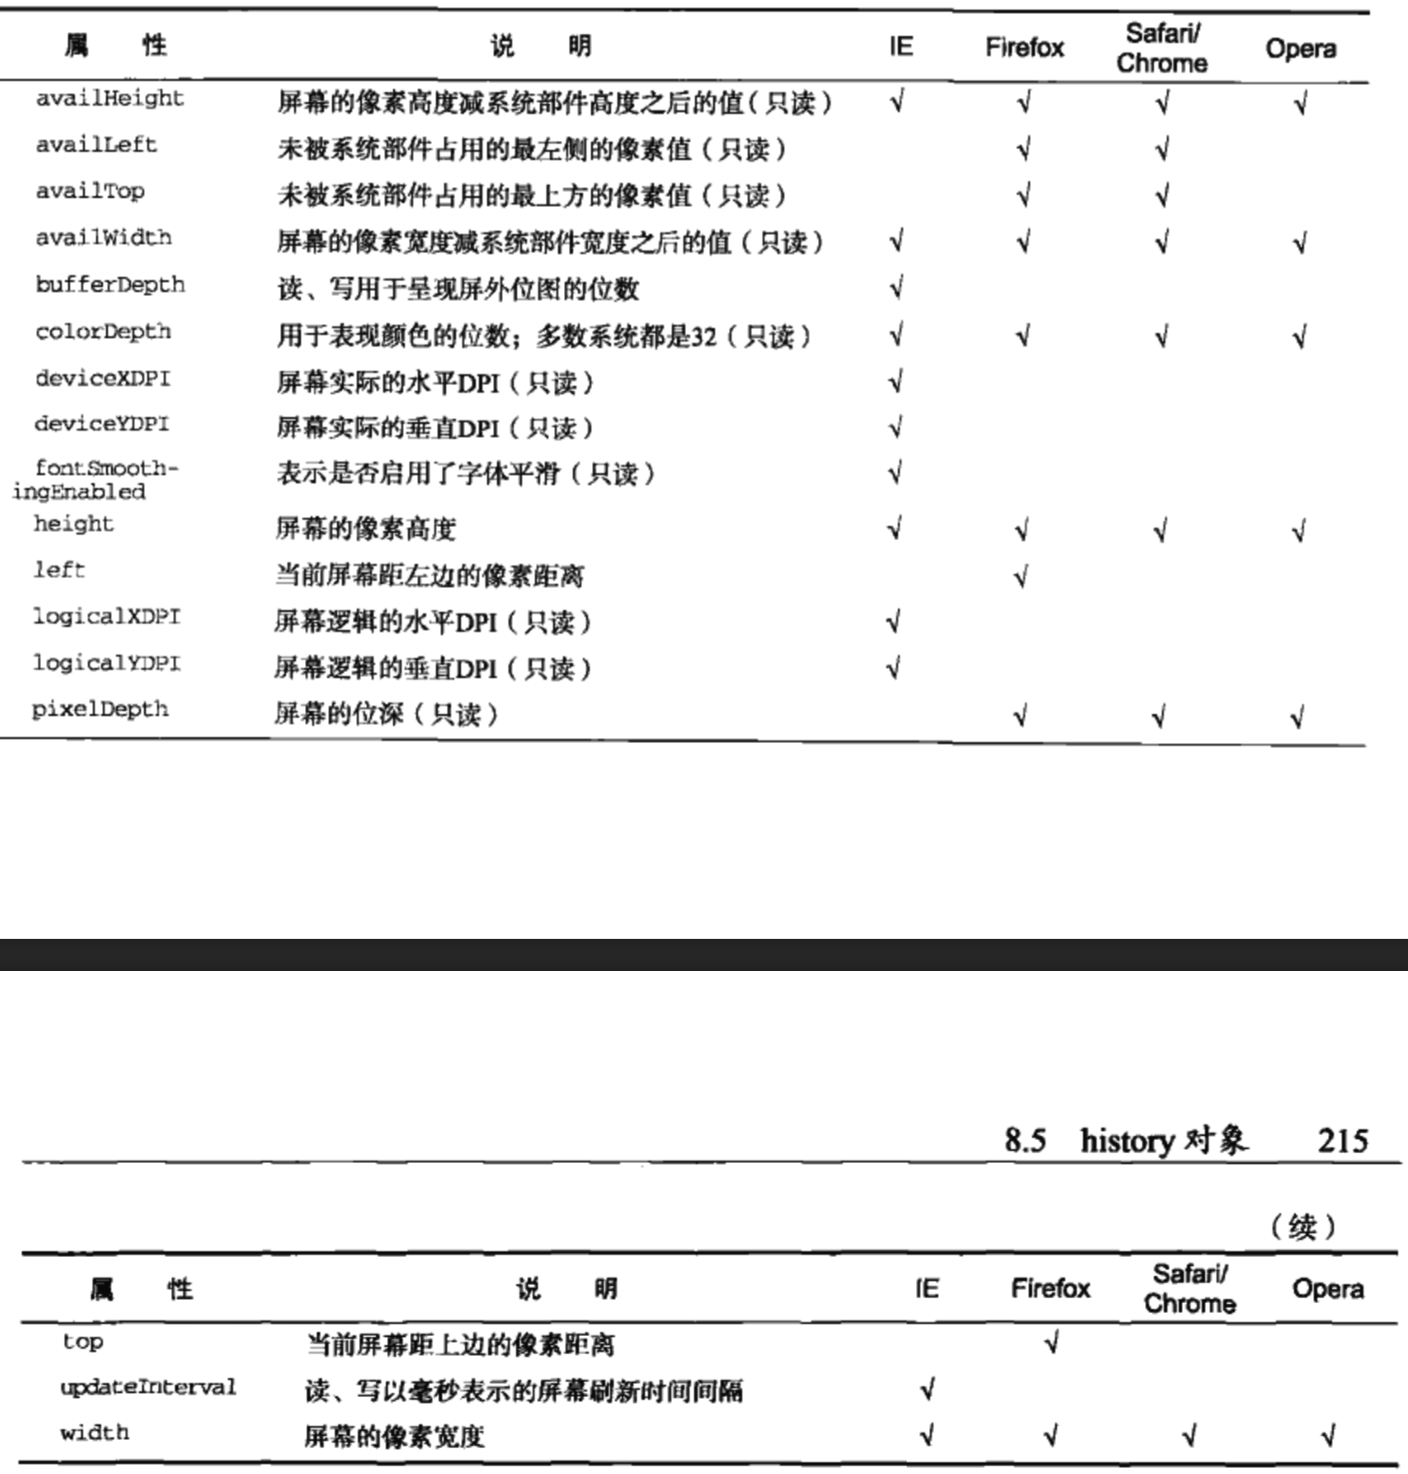 属 性 说 明 IE Firefox Safari/Chrome Opera
availHeight 屏幕的像素高度减系统部件高度之后的值(只读) √ √ √ √
availLeft 未被系统部件占用的最左侧的像素值(只读) √ √
availTop 未被系统部件占用的最上方的像素值(只读) √ √
availWidth 屏幕的像素宽度减系统部件宽度之后的值(只读) √ √ √ √
bufferDepth 读、写用于呈现屏外位图的位数 √
colorDepth 用于表现颜色的位数;多数系统都是32(只读) √ √ √ √
deviceXDPI 屏幕实际的水平DPI(只读) √
deviceYDPI 屏幕实际的垂直DPI(只读) √
fontSmooth- 表示是否启用了字体平滑(只读) √
ingEnabled
height 屏幕的像素高度 √ √ √ √
left 当前屏幕距左边的像素距离 √
logicalXDPI 屏幕逻辑的水平DPI(只读) √
logicalYDPI 屏幕逻辑的垂直DPI(只读) √
pixelDepth 屏幕的位深(只读) √ √ √
8.5 history 对象 215
(续)
属 性 说 明 IE Firefox Safari/Chrome Opera
top 当前屏幕距上边的像素距离 √
updateInterval 读、写以毫秒表示的屏幕刷新时间间隔 √
width 屏幕的像素宽度 √ √ √ √